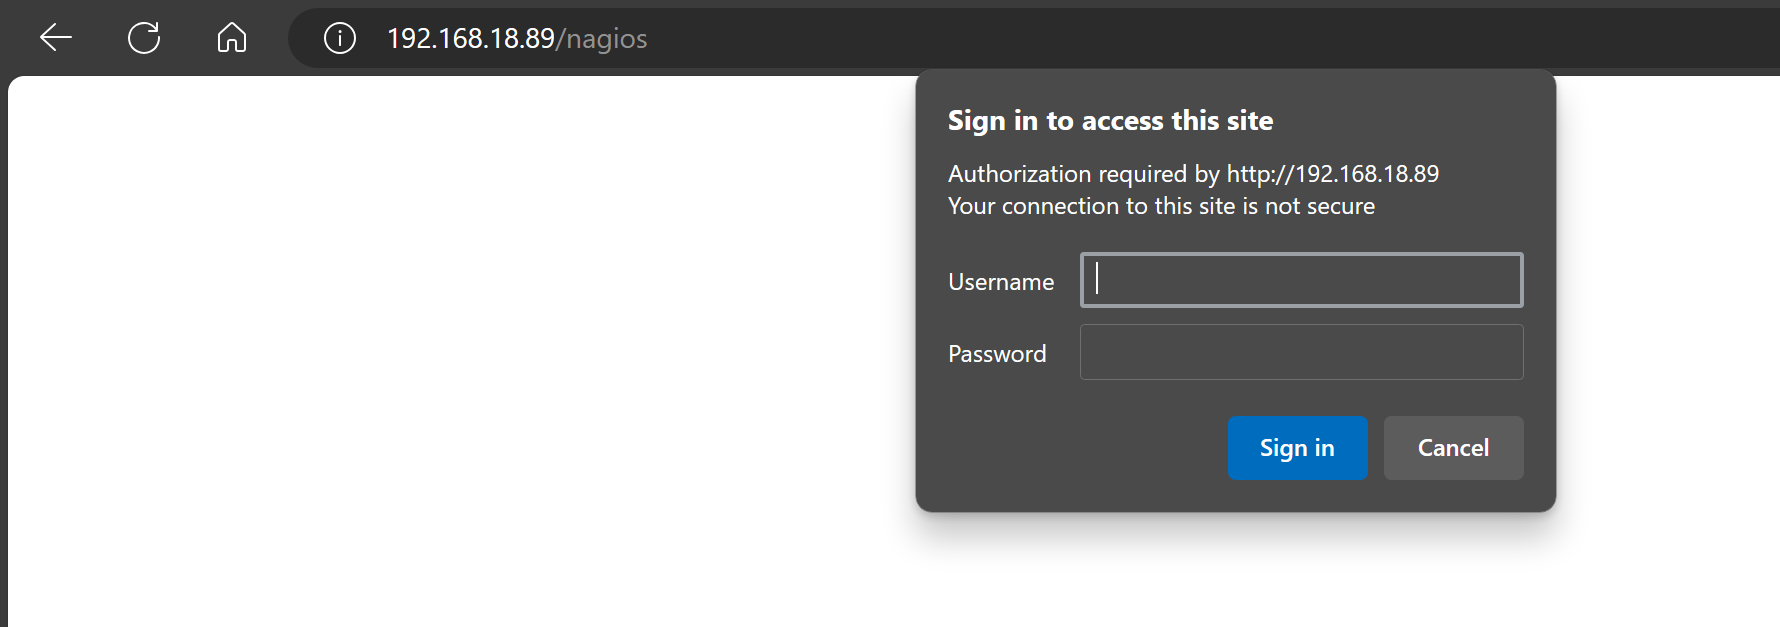 192.168.18.89/nagios
Sign in to access this site
Authorization required by http://192.168.18.89
Your connection to this site is not secure
Username
Password
Sign in Cancel